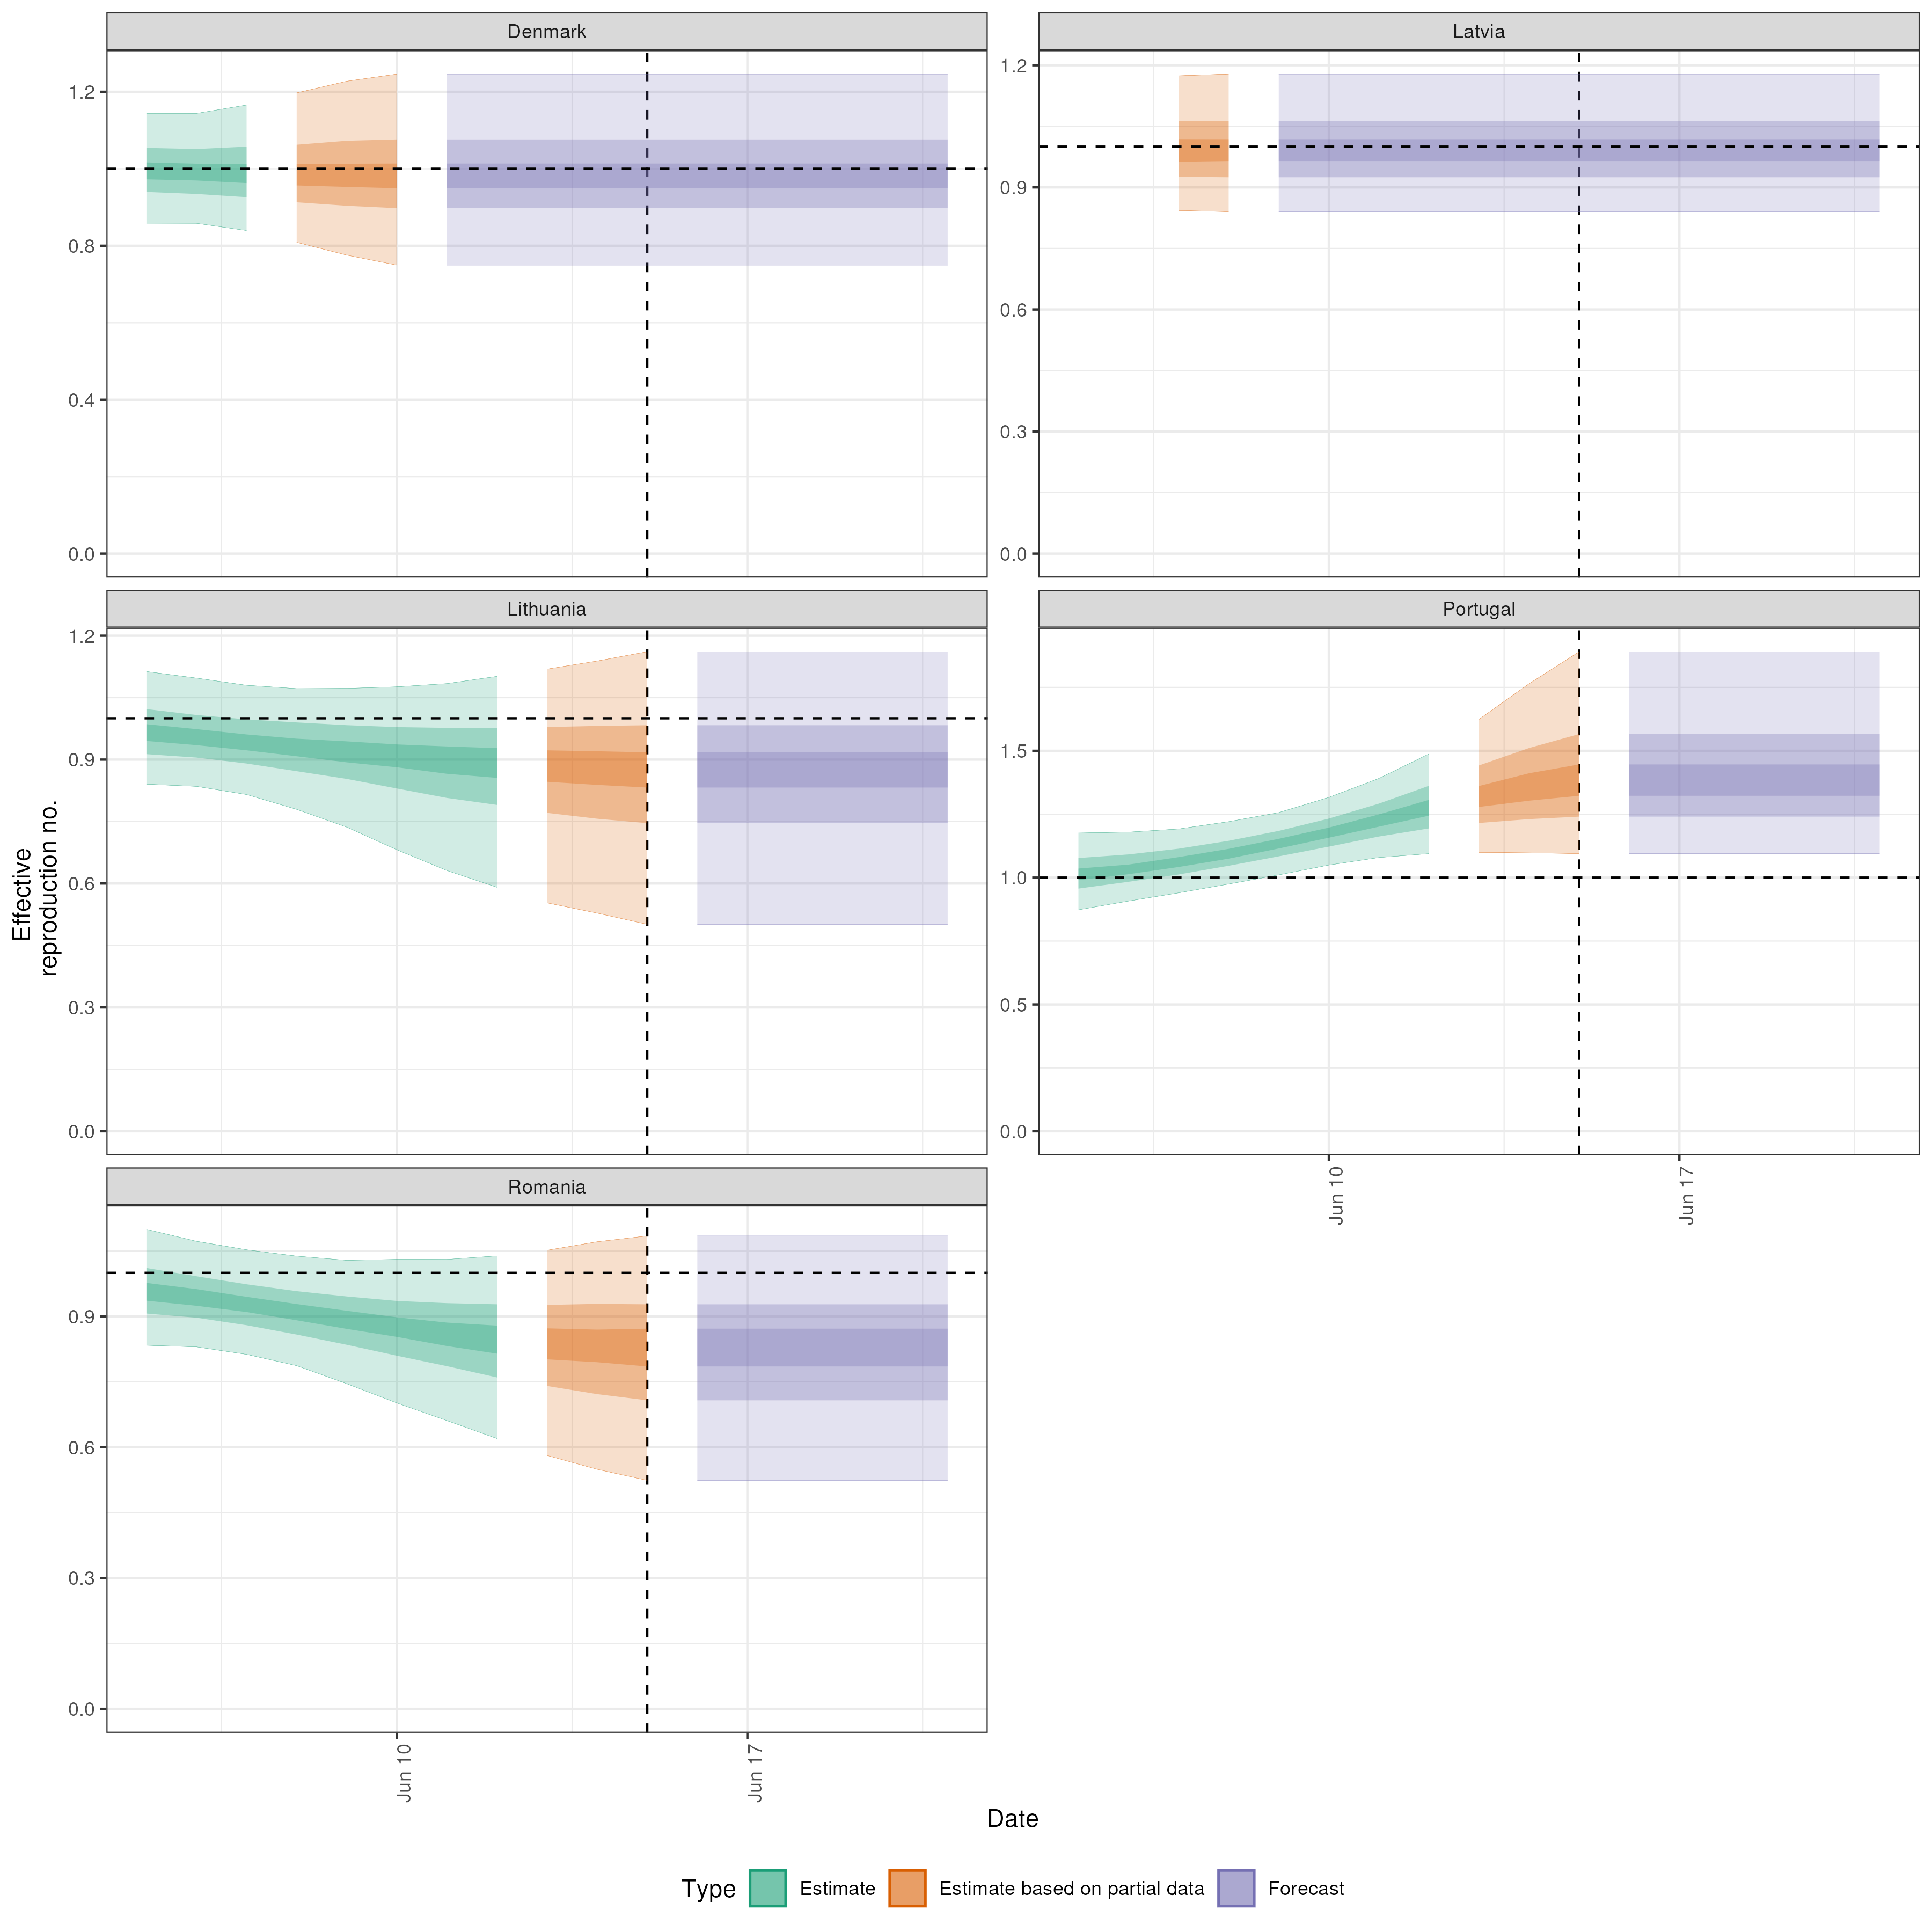 Denmark
Latvia
1.2
0.8
0.4
0.0
1.2
0.9
0.6
0.3
0.0
Lithuania
Portugal
1.2
0.9
0.6
0.3
0.0
1.5
1.0
0.5
0.0
Jun 10
Jun 17
Romania
0.9
0.6
0.3
0.0
Jun 10
Jun 17
Effective
reproduction no.
Date
Type
Estimate
Estimate based on partial data
Forecast